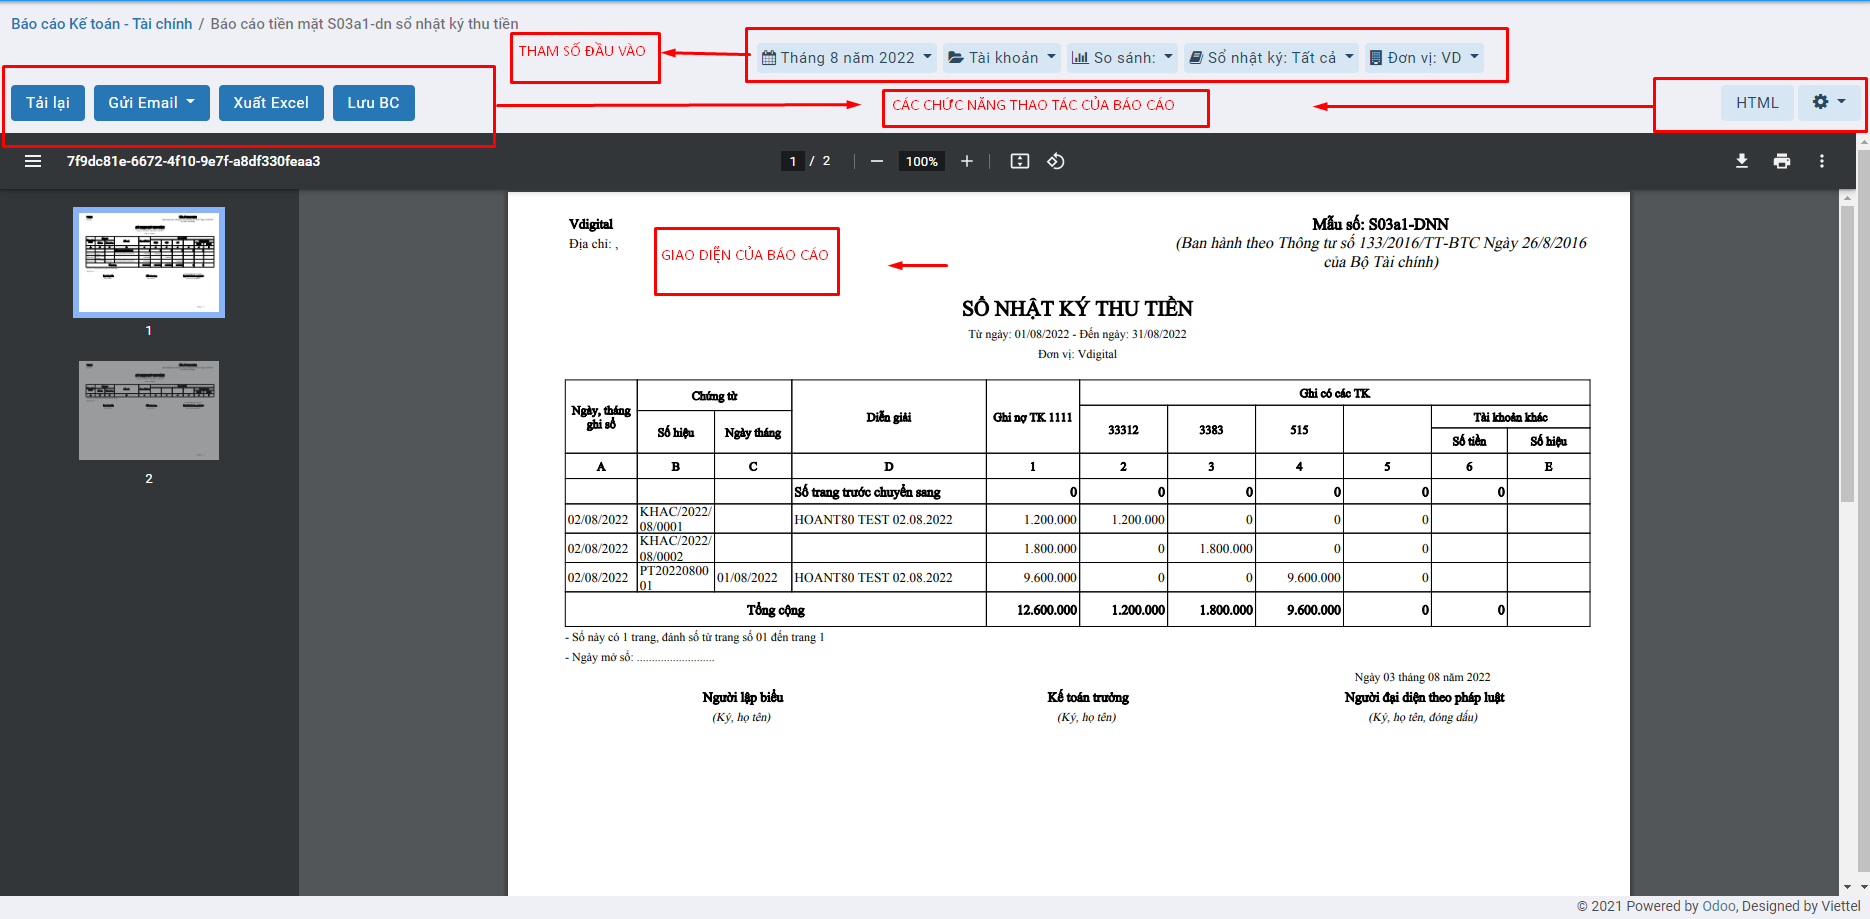 Báo cáo Kế toán - Tài chính / Báo cáo tiền mặt S03a1-dn sổ nhật ký thu tiền
THAM SỐ ĐẦU VÀO
Tháng 8 năm 2022 Tài khoản So sánh: Sổ nhật ký: Tất cả Đơn vị: VD
Tải lại Gửi Email Xuất Excel Lưu BC
CÁC CHỨC NĂNG THAO TÁC CỦA BÁO CÁO
HTML
7f9dc81e-6672-4f10-9e7f-a8df330feaa3
1 / 2 100%
1
2
Vdigital
Địa chỉ: ,
GIAO DIỆN CỦA BÁO CÁO
Mẫu số: S03a1-DNN
(Ban hành theo Thông tư số 133/2016/TT-BTC Ngày 26/8/2016
của Bộ Tài chính)
SỔ NHẬT KÝ THU TIỀN
Từ ngày: 01/08/2022 - Đến ngày: 31/08/2022
Đơn vị: Vdigital
Ngày, tháng
ghi sổ
Chứng từ
Số hiệu Ngày tháng
Diễn giải
Ghi nợ TK 1111
Ghi có các TK
33312 3383 515
Tài khoản khác
Số tiền Số hiệu
A B C D 1 2 3 4 5 6 E
Số trang trước chuyển sang 0 0 0 0 0 0
02/08/2022 KHAC/2022/
08/0001 HOANT80 TEST 02.08.2022 1.200.000 1.200.000 0 0 0
02/08/2022 KHAC/2022/
08/0002 1.800.000 0 1.800.000 0 0
02/08/2022 PT20220800
01 01/08/2022 HOANT80 TEST 02.08.2022 9.600.000 0 0 9.600.000 0
Tổng cộng 12.600.000 1.200.000 1.800.000 9.600.000 0 0
- Sổ này có 1 trang, đánh số từ trang số 01 đến trang 1
- Ngày mở sổ: ..........................
Ngày 03 tháng 08 năm 2022
Người lập biểu Kế toán trưởng Người đại diện theo pháp luật
(Ký, họ tên) (Ký, họ tên) (Ký, họ tên, đóng dấu)
© 2021 Powered by Odoo, Designed by Viettel